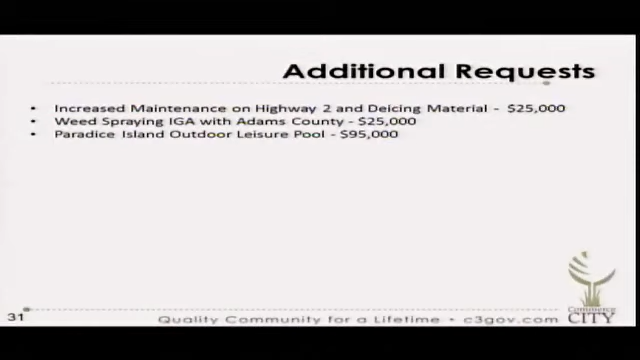 Additional Requests
• Increased Maintenance on Highway 2 and Deicing Material - $25,000
• Weed Spraying IGA with Adams County - $25,000
• Paradice Island Outdoor Leisure Pool - $95,000
Commerce
CITY
31
Quality Community for a Lifetime • c3gov.com